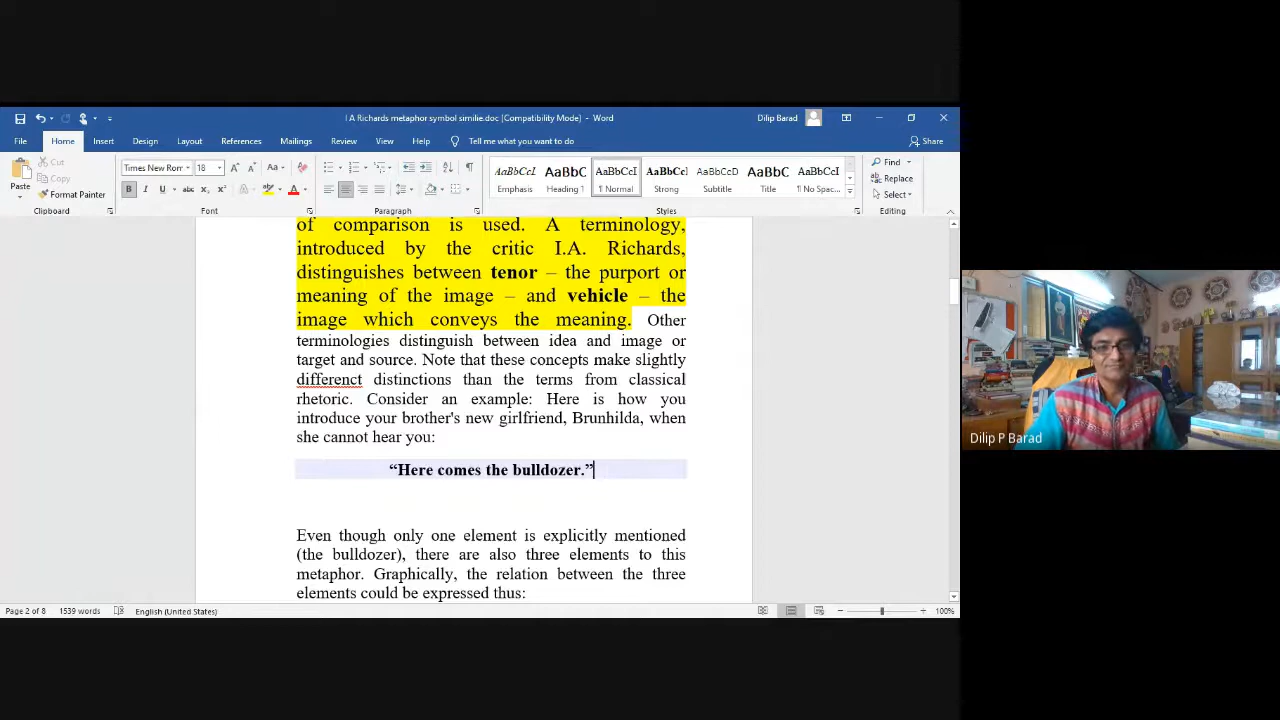 I A Richards metaphor symbol similie.doc [Compatibility Mode] - Word
Dilip Barad
File Home Insert Design Layout References Mailings Review View Help Tell me what you want to do Share
Paste
Cut
Copy
Format Painter
Clipboard
Times New Rom 18
Font
Paragraph
AaBbCcI AaBbC AaBbCcI AaBbCcI AaBbCcD AaBbC AaBbCcI
Emphasis Heading 1 ¶ Normal Strong Subtitle Title ¶ No Spac...
Styles
Find
Replace
Select
Editing
of comparison is used. A terminology,
introduced by the critic I.A. Richards,
distinguishes between tenor – the purport or
meaning of the image – and vehicle – the
image which conveys the meaning. Other
terminologies distinguish between idea and image or
target and source. Note that these concepts make slightly
differenct distinctions than the terms from classical
rhetoric. Consider an example: Here is how you
introduce your brother's new girlfriend, Brunhilda, when
she cannot hear you:
“Here comes the bulldozer.”
Even though only one element is explicitly mentioned
(the bulldozer), there are also three elements to this
metaphor. Graphically, the relation between the three
elements could be expressed thus:
Page 2 of 8 1539 words English (United States) 100%
Dilip P Barad